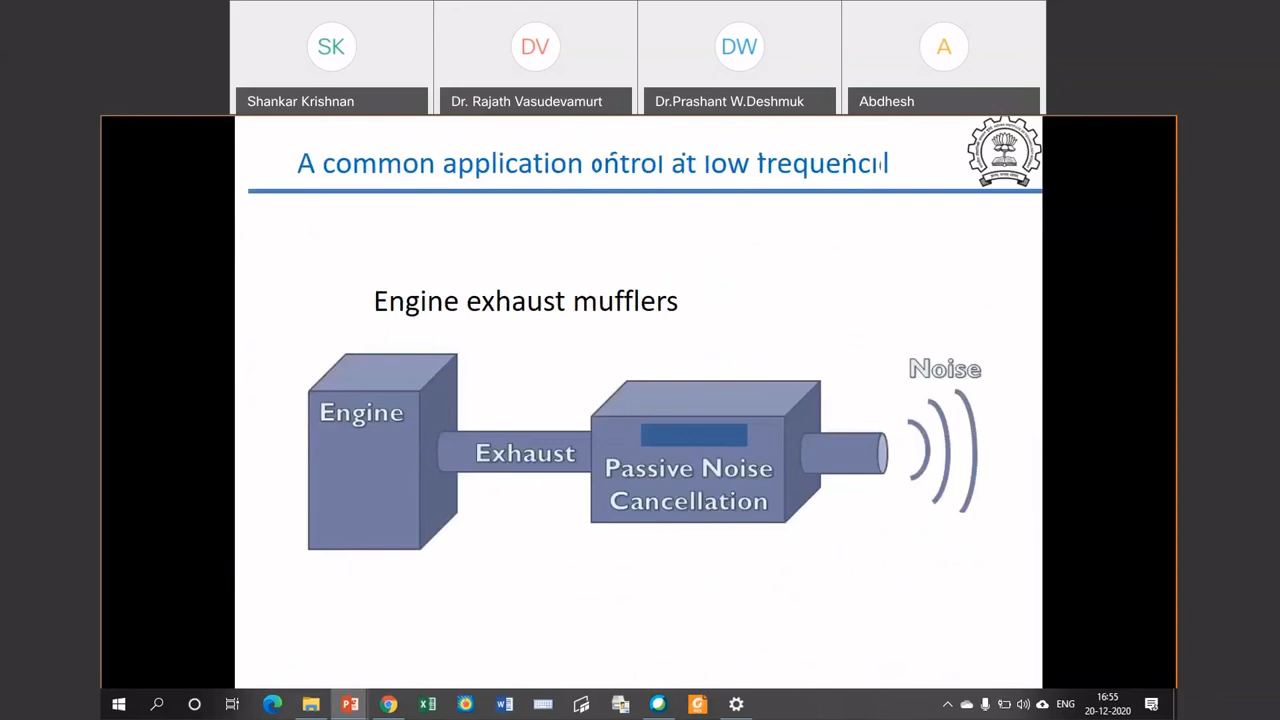 SK
DV
DW
A
Shankar Krishnan
Dr. Rajath Vasudevamurt
Dr.Prashant W.Deshmuk
Abdhesh
A common application
at low
Engine exhaust mufflers
Noise
Engine
Exhaust
Passive Noise
Cancellation
ENG
16:55
20-12-2020